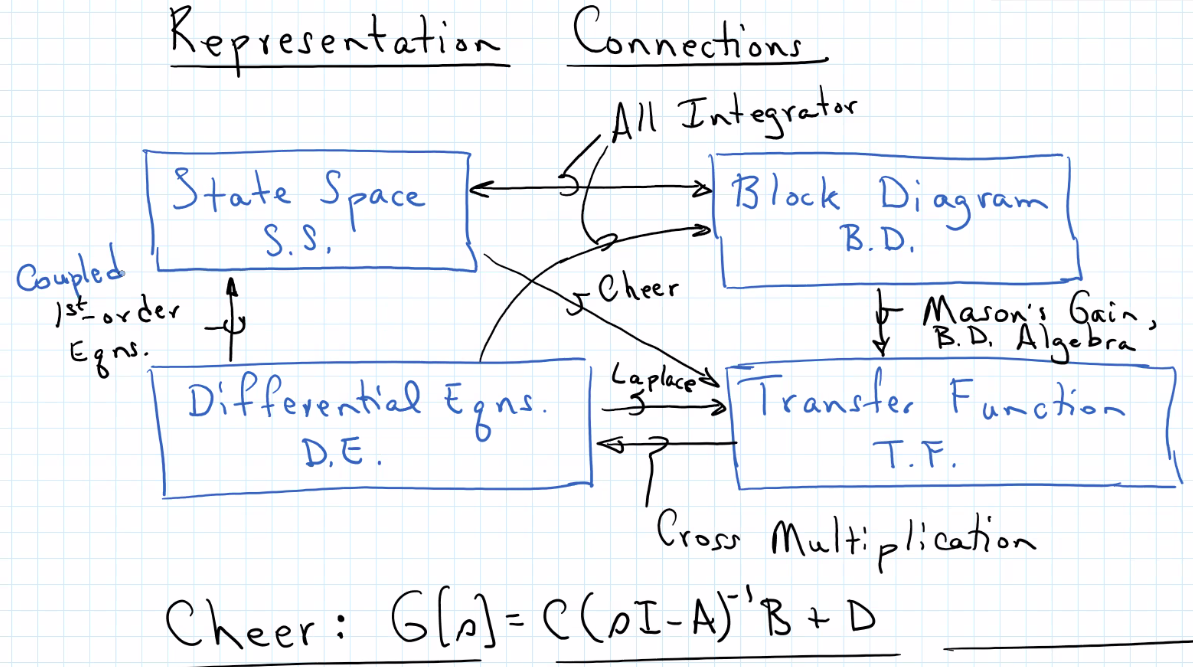 Representation Connections
All Integrator
State Space
S.S.
Block Diagram
B.D.
Coupled
1st-order
Eqns.
Cheer
Mason's Gain,
B.D. Algebra
Differential Eqns.
D.E.
Laplace
Transfer Function
T.F.
Cross Multiplication
Cheer: G[s] = C(sI-A)⁻¹B + D